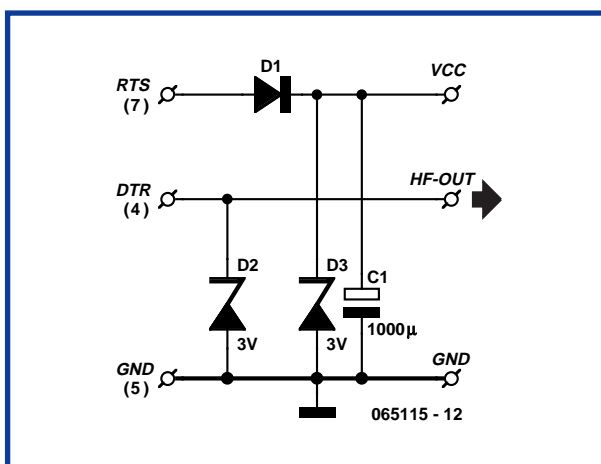 D1
RTS
(7)
VCC
DTR
(4)
HF-OUT
D2
D3
C1
3V
3V
1000µ
GND
(5)
GND
065115 - 12